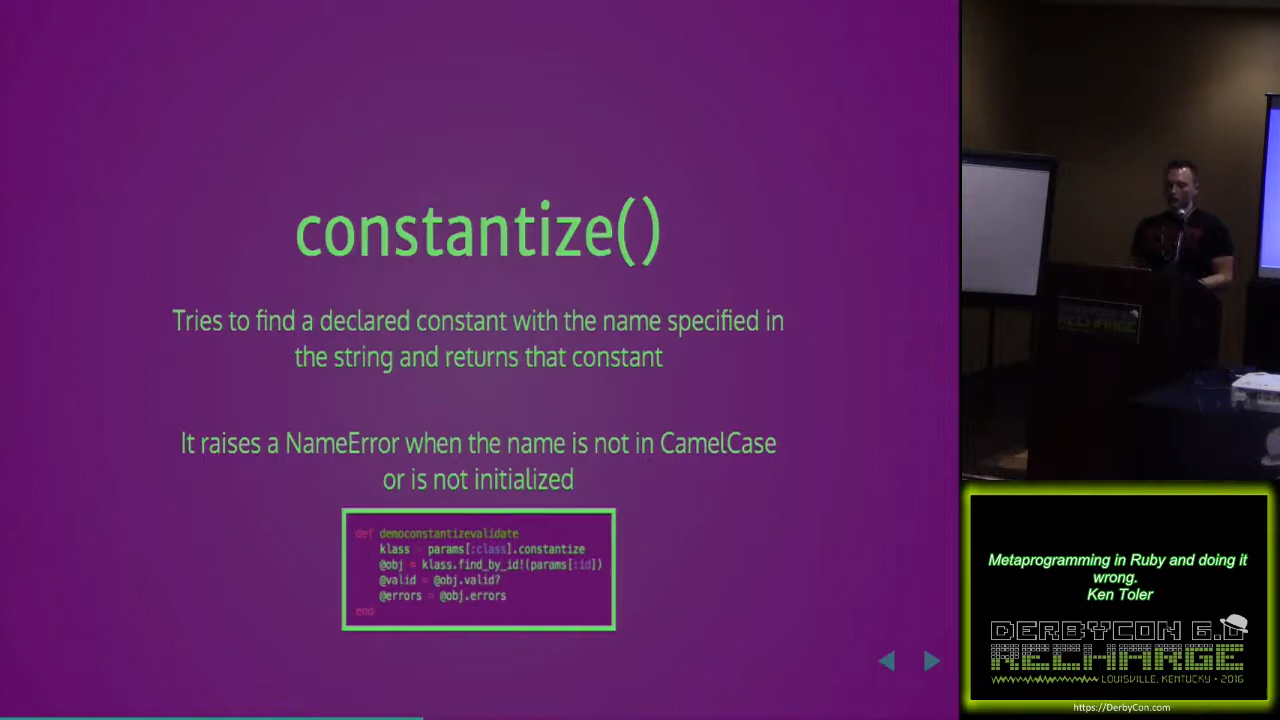 constantize()
Tries to find a declared constant with the name specified in
the string and returns that constant
It raises a NameError when the name is not in CamelCase
or is not initialized
def democonstantizevalidate
klass = params[:class].constantize
@obj = klass.find_by_id!(params[:id])
@valid = @obj.valid?
@errors = @obj.errors
end
RECHARGE
Metaprogramming in Ruby and doing it
wrong.
Ken Toler
DERBYCON 6.0
RECHARGE
LOUISVILLE, KENTUCKY • 2016
https://DerbyCon.com